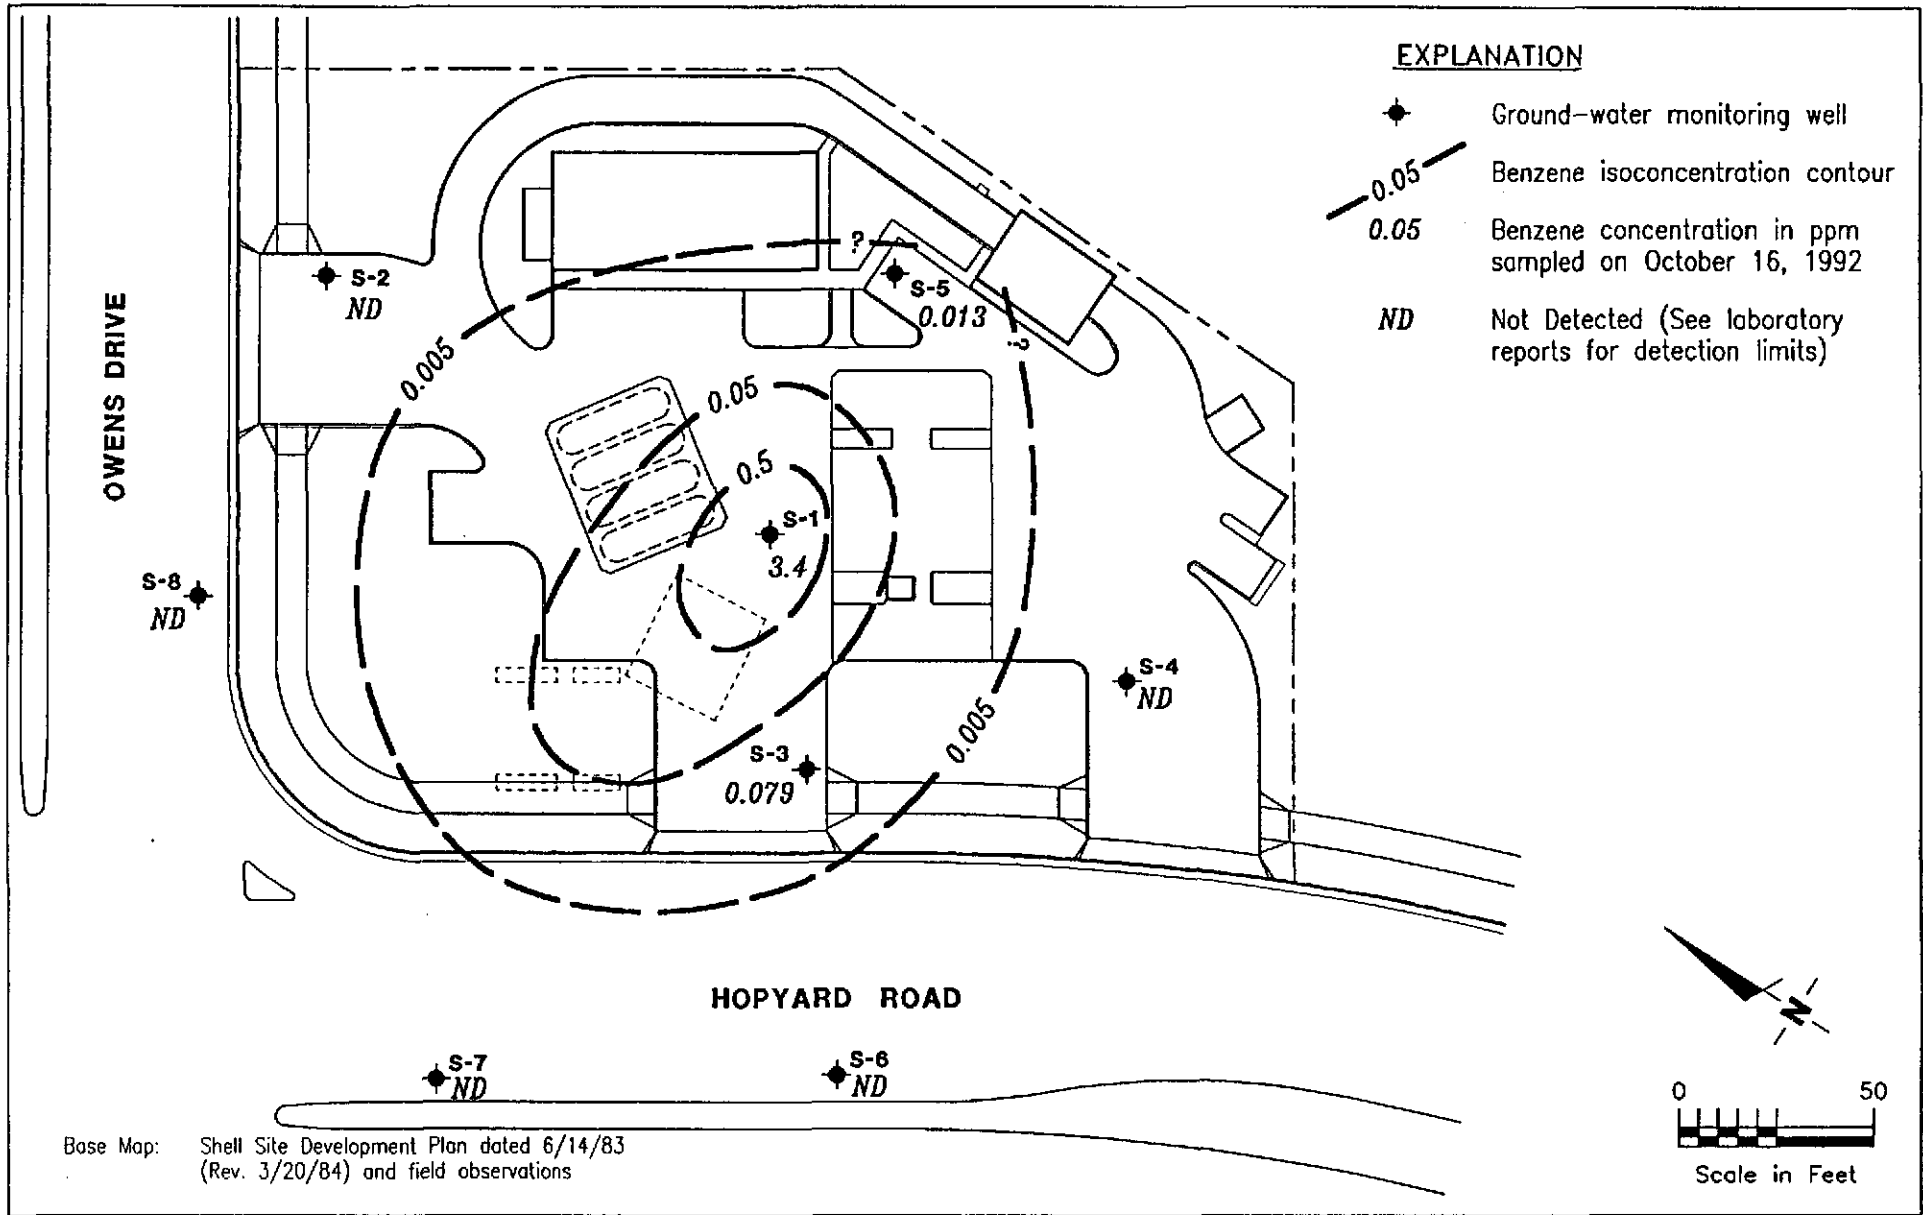 EXPLANATION
Ground-water monitoring well
0.05
Benzene isoconcentration contour
0.05
Benzene concentration in ppm
sampled on October 16, 1992
ND
Not Detected (See laboratory
reports for detection limits)
OWENS DRIVE
S-2
ND
?
S-5
0.013
?
0.005
0.05
0.5
S-1
3.4
S-8
ND
S-4
ND
0.005
S-3
0.079
HOPYARD ROAD
S-7
ND
S-6
ND
N
0 50
Scale in Feet
Base Map: Shell Site Development Plan dated 6/14/83
(Rev. 3/20/84) and field observations